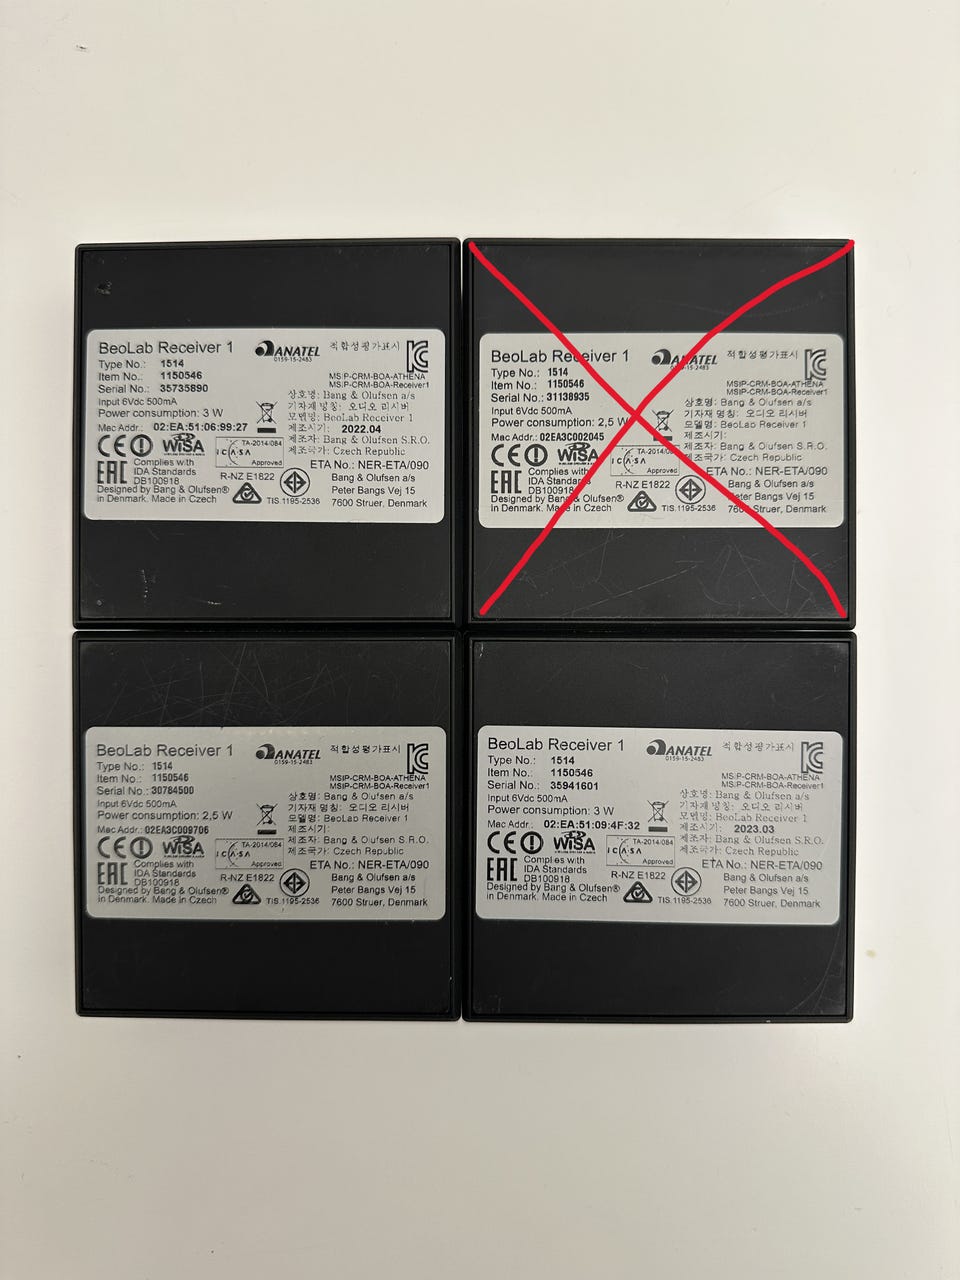 BeoLab Receiver 1
ANATEL
0159-15-2483
적합성평가표시
Type No.: 1514
Item No.: 1150546
Serial No.: 35735890
MSIP-CRM-BOA-ATHENA
MSIP-CRM-BOA-Receiver1
Input 6Vdc 500mA
Power consumption: 3 W
Mac Addr.: 02:EA:51:06:99:27
상호명: Bang & Olufsen a/s
기자재 명칭: 오디오 리시버
모델명: BeoLab Receiver 1
제조시기: 2022.04
제조자: Bang & Olufsen S.R.O.
제조국가: Czech Republic
CE WiSA
TA-2014/084
ICASA
Approved
EAC
Complies with
IDA Standards
DB100918
R-NZ E1822
ETA No.: NER-ETA/090
Designed by Bang & Olufsen®
in Denmark. Made in Czech
TIS.1195-2536
Bang & Olufsen a/s
Peter Bangs Vej 15
7600 Struer, Denmark
BeoLab Receiver 1
ANATEL
0159-15-2483
적합성평가표시
Type No.: 1514
Item No.: 1150546
Serial No.: 31138935
MSIP-CRM-BOA-ATHENA
MSIP-CRM-BOA-Receiver1
Input 6Vdc 500mA
Power consumption: 2,5 W
Mac Addr.: 02EA3C002045
상호명: Bang & Olufsen a/s
기자재 명칭: 오디오 리시버
모델명: BeoLab Receiver 1
제조시기:
제조자: Bang & Olufsen S.R.O.
제조국가: Czech Republic
CE WiSA
TA-2014/084
ICASA
Approved
EAC
Complies with
IDA Standards
DB100918
R-NZ E1822
ETA No.: NER-ETA/090
Designed by Bang & Olufsen®
in Denmark. Made in Czech
TIS.1195-2536
Bang & Olufsen a/s
Peter Bangs Vej 15
7600 Struer, Denmark
BeoLab Receiver 1
ANATEL
0159-15-2483
적합성평가표시
Type No.: 1514
Item No.: 1150546
Serial No.: 30784500
MSIP-CRM-BOA-ATHENA
MSIP-CRM-BOA-Receiver1
Input 6Vdc 500mA
Power consumption: 2,5 W
Mac Addr.: 02EA3C009706
상호명: Bang & Olufsen a/s
기자재 명칭: 오디오 리시버
모델명: BeoLab Receiver 1
제조시기:
제조자: Bang & Olufsen S.R.O.
제조국가: Czech Republic
CE WiSA
TA-2014/084
ICASA
Approved
EAC
Complies with
IDA Standards
DB100918
R-NZ E1822
ETA No.: NER-ETA/090
Designed by Bang & Olufsen®
in Denmark. Made in Czech
TIS.1195-2536
Bang & Olufsen a/s
Peter Bangs Vej 15
7600 Struer, Denmark
BeoLab Receiver 1
ANATEL
0159-15-2483
적합성평가표시
Type No.: 1514
Item No.: 1150546
Serial No.: 35941601
MSIP-CRM-BOA-ATHENA
MSIP-CRM-BOA-Receiver1
Input 6Vdc 500mA
Power consumption: 3 W
Mac Addr.: 02:EA:51:09:4F:32
상호명: Bang & Olufsen a/s
기자재 명칭: 오디오 리시버
모델명: BeoLab Receiver 1
제조시기: 2023.03
제조자: Bang & Olufsen S.R.O.
제조국가: Czech Republic
CE WiSA
TA-2014/084
ICASA
Approved
EAC
Complies with
IDA Standards
DB100918
R-NZ E1822
ETA No.: NER-ETA/090
Designed by Bang & Olufsen®
in Denmark. Made in Czech
TIS.1195-2536
Bang & Olufsen a/s
Peter Bangs Vej 15
7600 Struer, Denmark